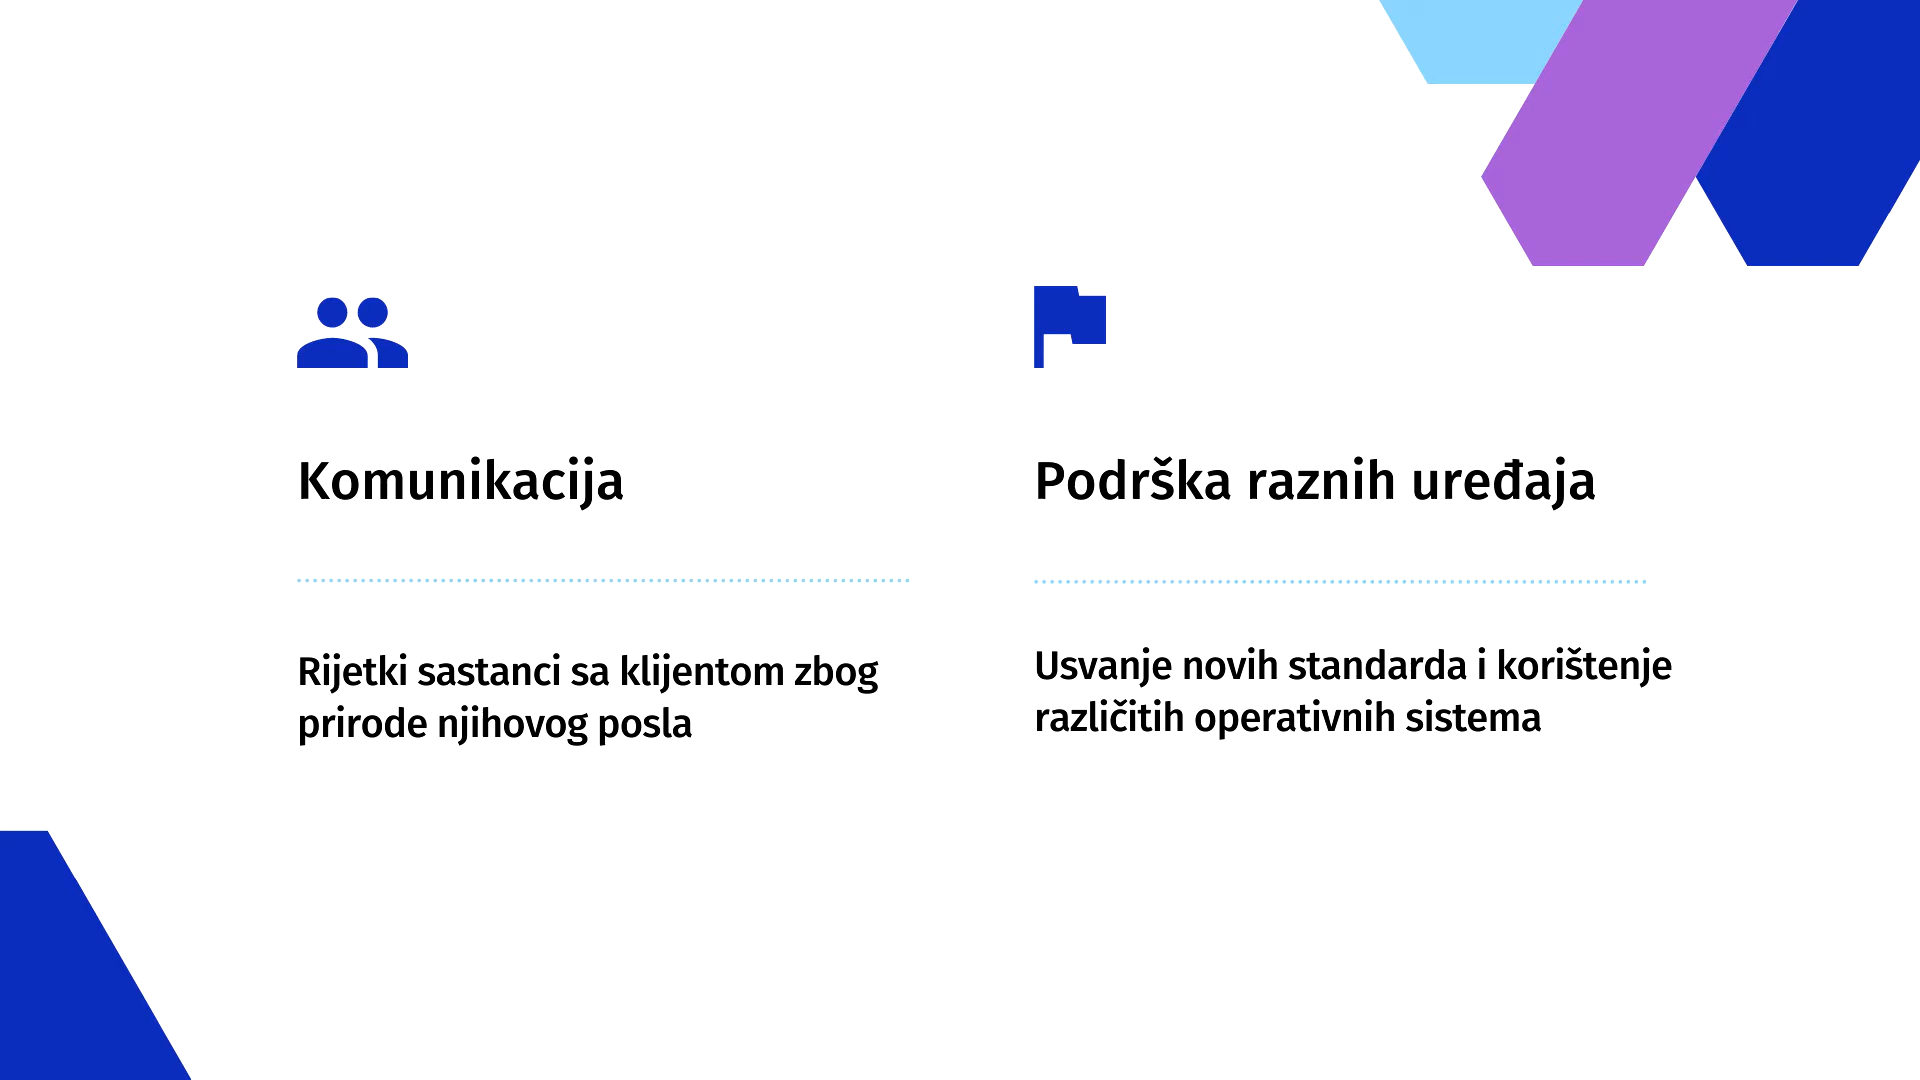 Komunikacija
Rijetki sastanci sa klijentom zbog
prirode njihovog posla
Podrška raznih uređaja
Usvanje novih standarda i korištenje
različitih operativnih sistema